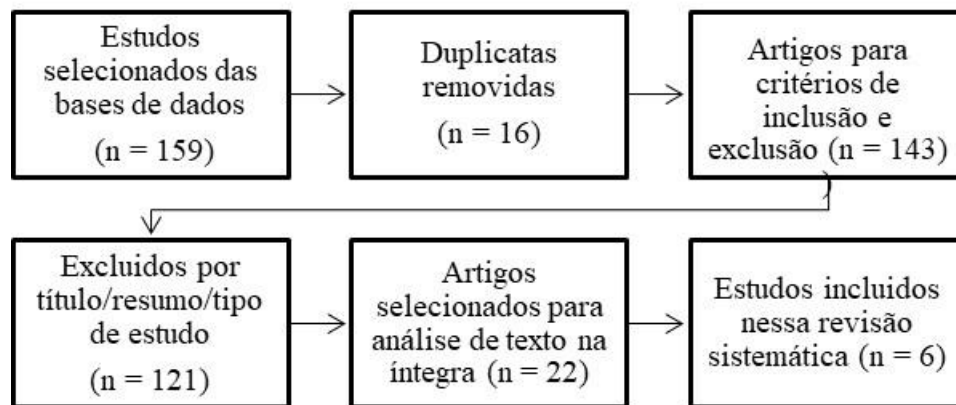 Estudos
selecionados das
bases de dados
(n = 159)
Duplicatas
removidas
(n = 16)
Artigos para
critérios de
inclusão e
exclusão (n = 143)
)
Excluidos por
título/resumo/tipo
de estudo
(n = 121)
Artigos
selecionados para
análise de texto na
íntegra (n = 22)
Estudos incluidos
nessa revisão
sistemática (n = 6)